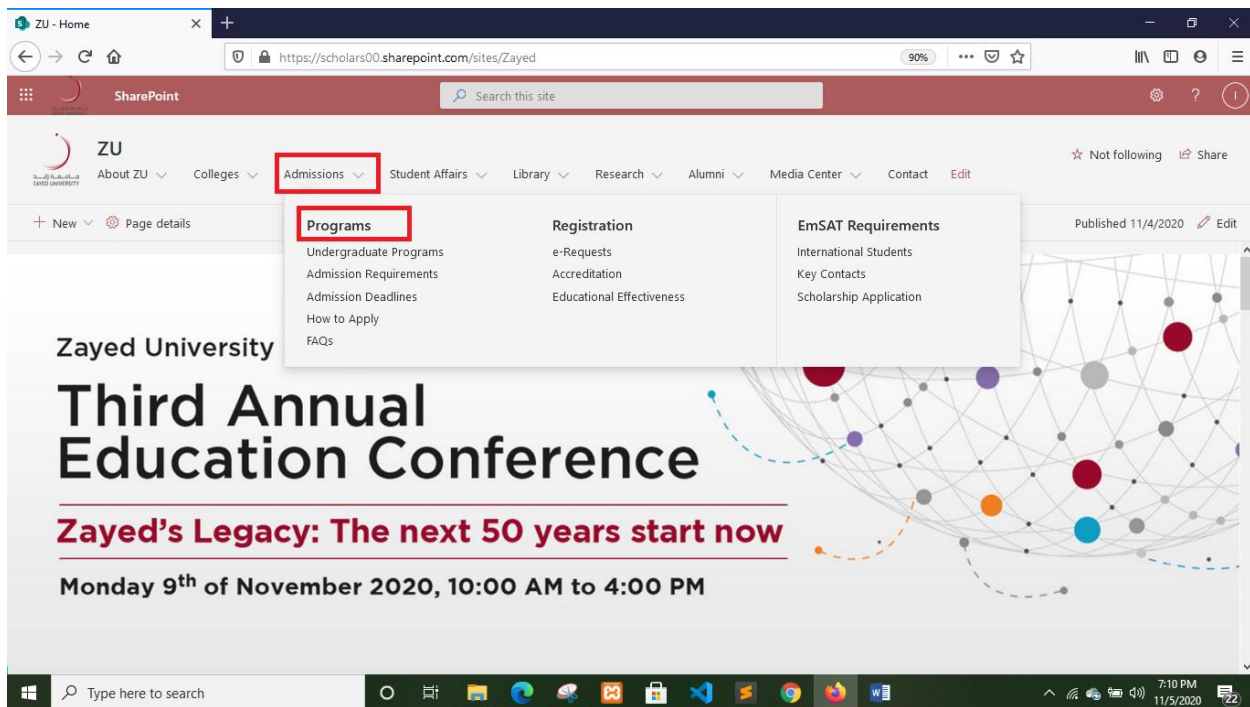 ZU - Home
https://scholars00.sharepoint.com/sites/Zayed
90%
SharePoint
Search this site
ZU
ZAYED UNIVERSITY
About ZU
Colleges
Admissions
Student Affairs
Library
Research
Alumni
Media Center
Contact
Edit
Not following
Share
New
Page details
Published 11/4/2020
Edit
Programs
Undergraduate Programs
Admission Requirements
Admission Deadlines
How to Apply
FAQs
Registration
e-Requests
Accreditation
Educational Effectiveness
EmSAT Requirements
International Students
Key Contacts
Scholarship Application
Zayed University
Third Annual
Education Conference
Zayed's Legacy: The next 50 years start now
Monday 9th of November 2020, 10:00 AM to 4:00 PM
Type here to search
7:10 PM
11/5/2020
22